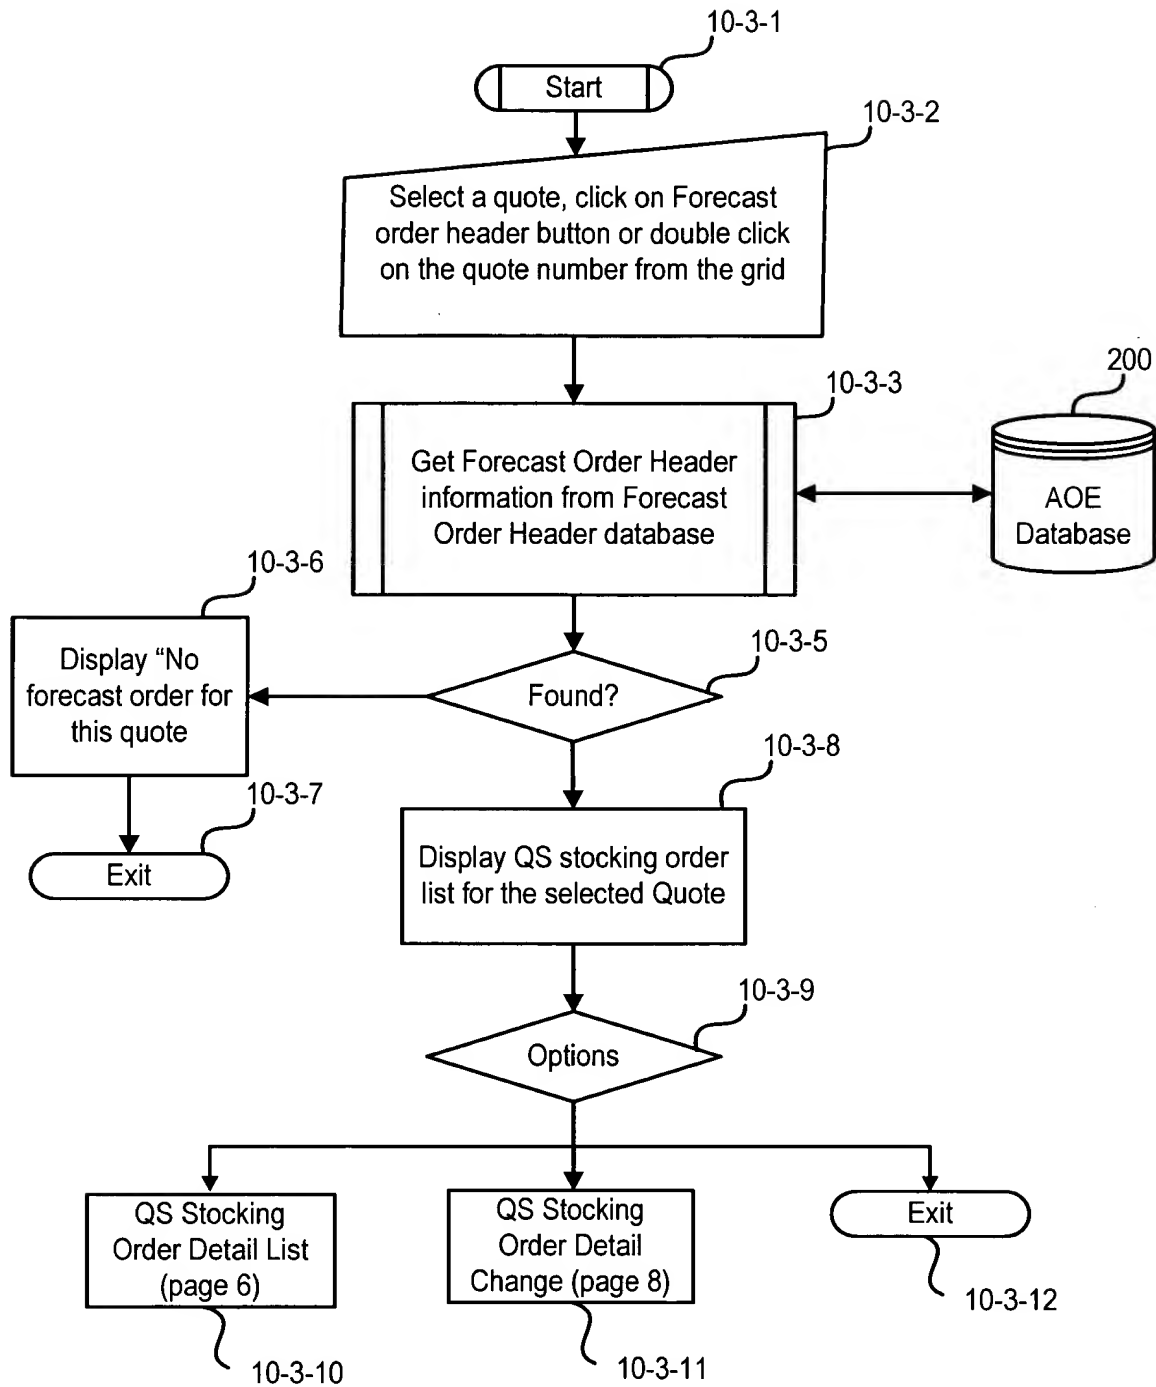 10-3-1
Start
10-3-2
Select a quote, click on Forecast
order header button or double click
on the quote number from the grid
10-3-3
200
Get Forecast Order Header
information from Forecast
Order Header database
AOE
Database
10-3-6
Display “No
forecast order for
this quote
10-3-5
Found?
10-3-7
Exit
10-3-8
Display QS stocking order
list for the selected Quote
10-3-9
Options
QS Stocking
Order Detail List
(page 6)
QS Stocking
Order Detail
Change (page 8)
Exit
10-3-10
10-3-11
10-3-12